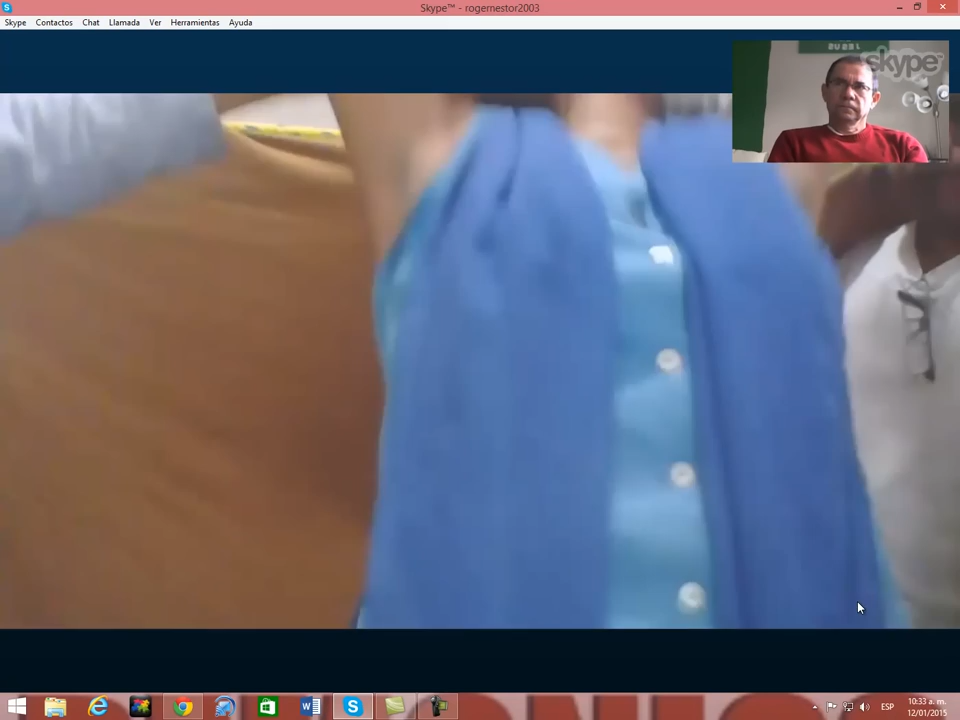 Skype™ - rogernestor2003
Skype Contactos Chat Llamada Ver Herramientas Ayuda
skype
ESP
10:33 a. m.
12/01/2015